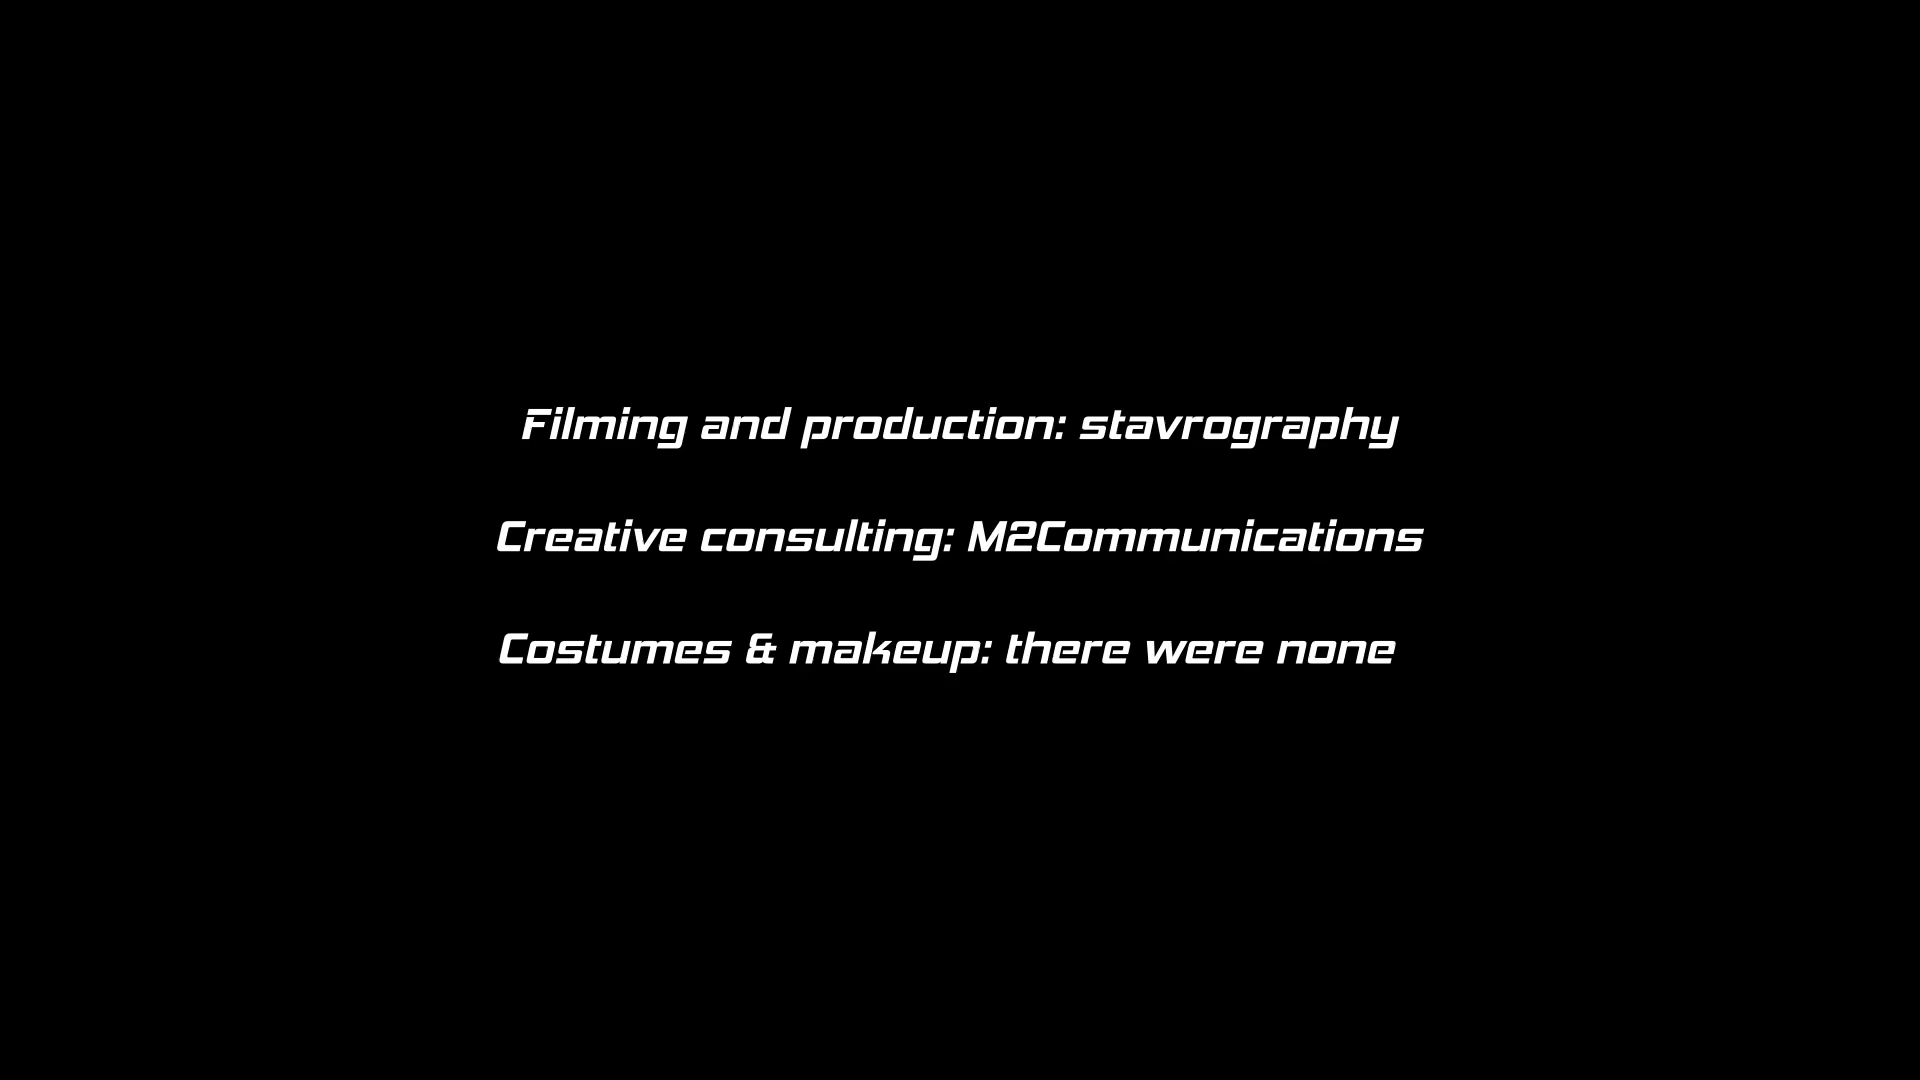 Filming and production: stavrography
Creative consulting: M2Communications
Costumes & makeup: there were none